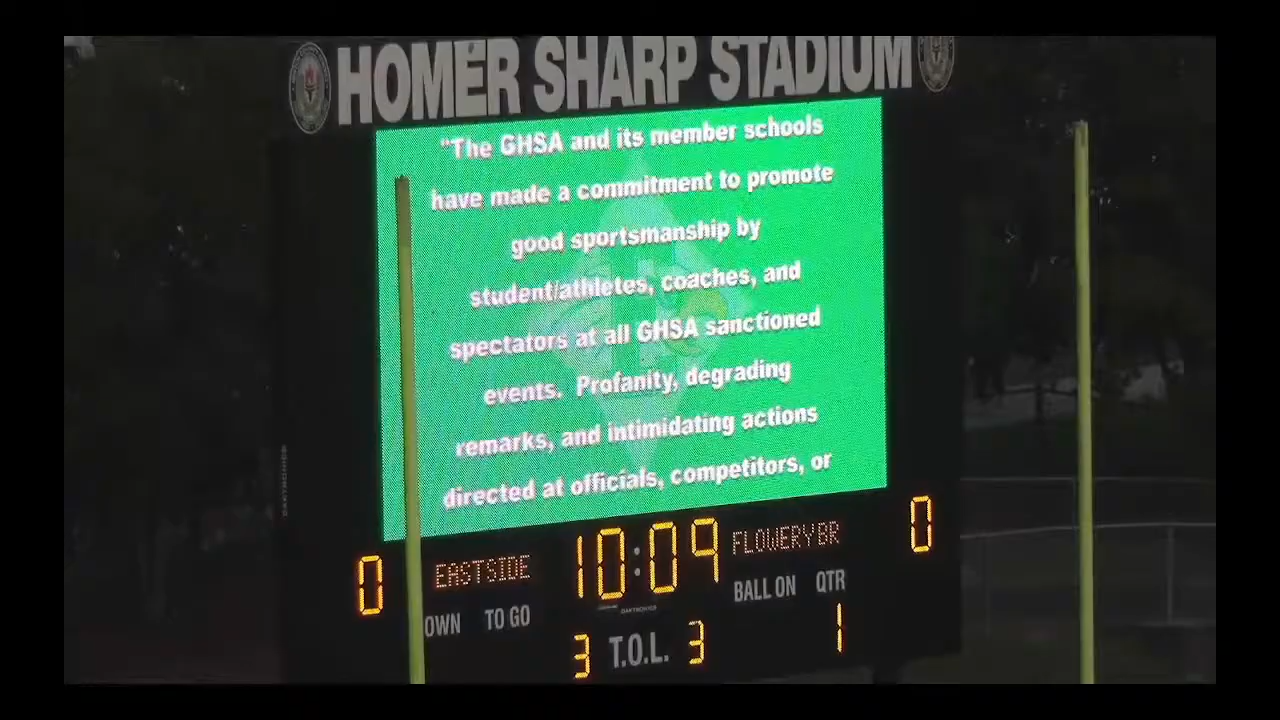 HOMER SHARP STADIUM
"The GHSA and its member schools
have made a commitment to promote
good sportsmanship by
student/athletes, coaches, and
spectators at all GHSA sanctioned
events. Profanity, degrading
remarks, and intimidating actions
directed at officials, competitors, or
0 EASTSIDE 10:09 FLOWERY BR 0
OWN TO GO BALL ON QTR
3 T.O.L. 3 1
DAKTRONICS